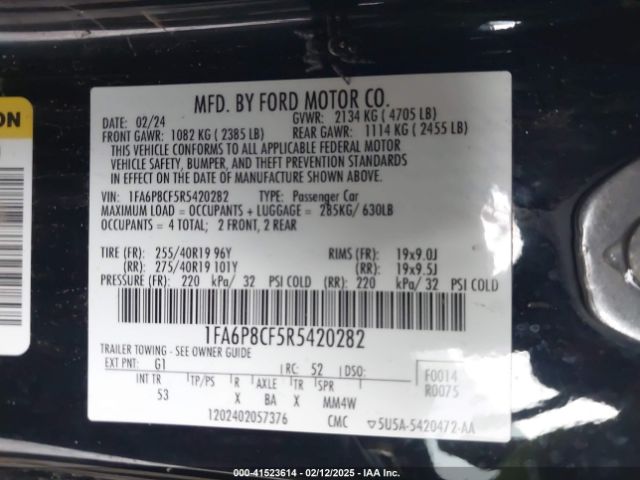 ON
MFD. BY FORD MOTOR CO.
DATE: 02/24 GVWR: 2134 KG ( 4705 LB)
FRONT GAWR: 1082 KG ( 2385 LB) REAR GAWR: 1114 KG ( 2455 LB)
THIS VEHICLE CONFORMS TO ALL APPLICABLE FEDERAL MOTOR
VEHICLE SAFETY, BUMPER, AND THEFT PREVENTION STANDARDS
IN EFFECT ON THE DATE OF MANUFACTURE SHOWN ABOVE.
VIN: 1FA6P8CF5R5420282 TYPE: Passenger Car
MAXIMUM LOAD = OCCUPANTS + LUGGAGE = 285KG/ 630LB
OCCUPANTS = 4 TOTAL; 2 FRONT, 2 REAR
TIRE (FR): 255/40R19 96Y RIMS (FR): 19x9.0J
(RR): 275/40R19 101Y (RR): 19x9.5J
PRESSURE (FR): 220 kPa/ 32 PSI COLD (RR): 220 kPa/ 32 PSI COLD
1FA6P8CF5R5420282
TRAILER TOWING - SEE OWNER GUIDE
EXT PNT: G1 RC: 52 DSO: F0014
INT TR TP/PS R AXLE TR SPR R0075
53 X BA X MM4W
1202402057376 CMC ▽5U5A-5420472-AA
000-41523614 - 02/12/2025 - IAA Inc.